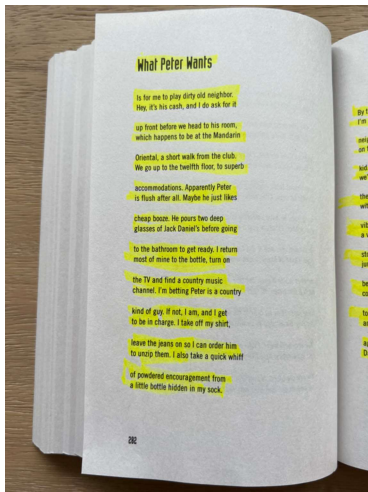 What Peter Wants
Is for me to play dirty old neighbor.
Hey, it's his cash, and I do ask for it
up front before we head to his room,
which happens to be at the Mandarin
Oriental, a short walk from the club.
We go up to the twelfth floor, to superb
accommodations. Apparently Peter
is flush after all. Maybe he just likes
cheap booze. He pours two deep
glasses of Jack Daniel's before going
to the bathroom to get ready. I return
most of mine to the bottle, turn on
the TV and find a country music
channel. I'm betting Peter is a country
kind of guy. If not, I am, and I get
to be in charge. I take off my shirt,
leave the jeans on so I can order him
to unzip them. I also take a quick whiff
of powdered encouragement from
a little bottle hidden in my sock.
282
By
I'm